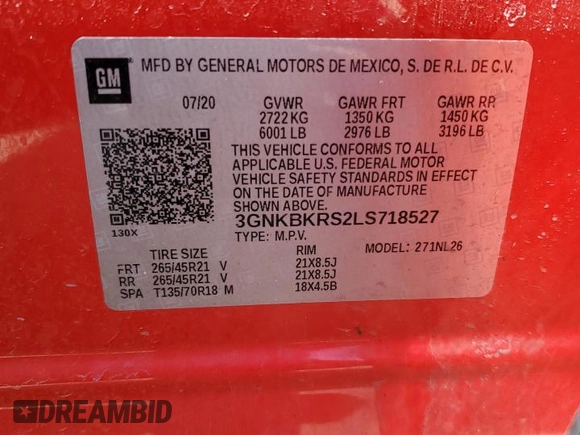 GM
MFD BY GENERAL MOTORS DE MEXICO, S. DE R.L. DE C.V.
07/20 GVWR GAWR FRT GAWR RR
2722 KG 1350 KG 1450 KG
6001 LB 2976 LB 3196 LB
THIS VEHICLE CONFORMS TO ALL
APPLICABLE U.S. FEDERAL MOTOR
VEHICLE SAFETY STANDARDS IN EFFECT
ON THE DATE OF MANUFACTURE
SHOWN ABOVE.
3GNKBKRS2LS718527
130X
TYPE: M.P.V. MODEL: 271NL26
TIRE SIZE RIM
FRT 265/45R21 V 21X8.5J
RR 265/45R21 V 21X8.5J
SPA T135/70R18 M 18X4.5B
DREAMBID